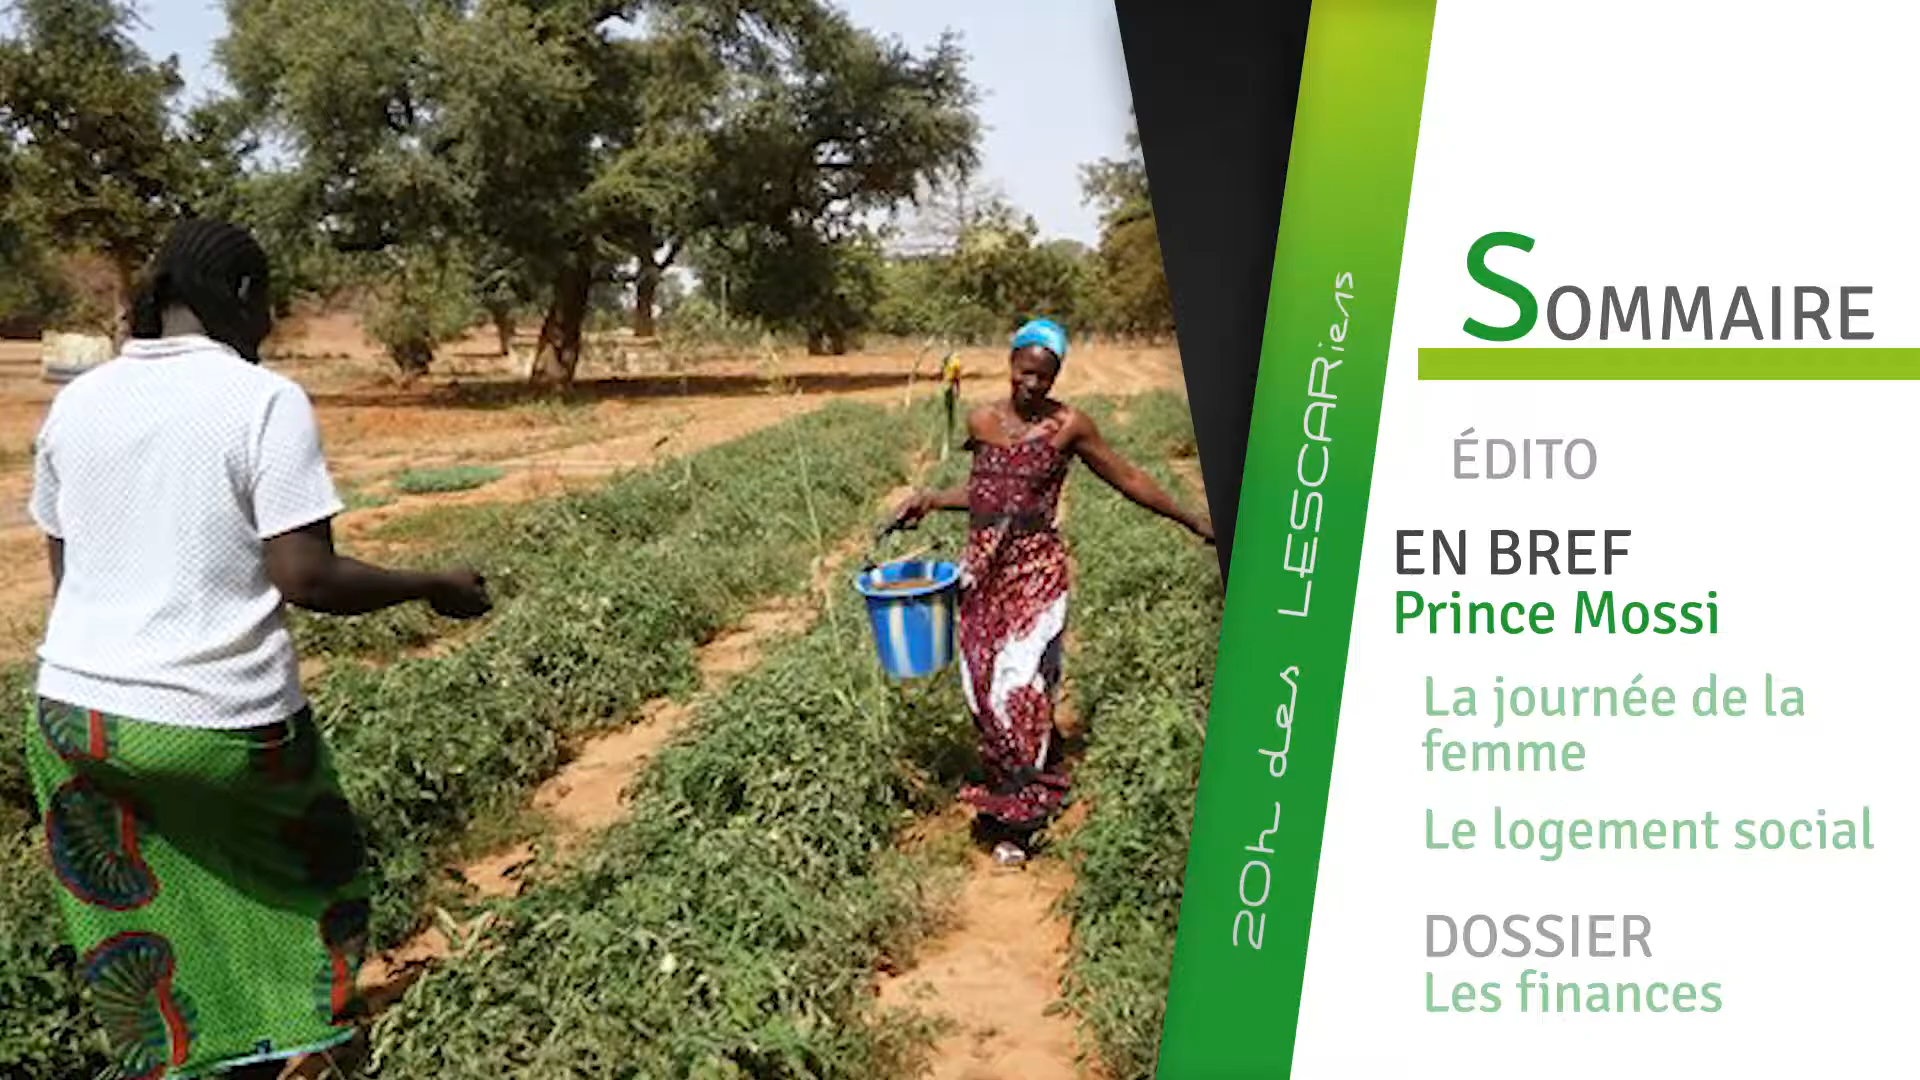 SOMMAIRE
ÉDITO
EN BREF
Prince Mossi
La journée de la
femme
Le logement social
DOSSIER
Les finances
20h des LESCARiens